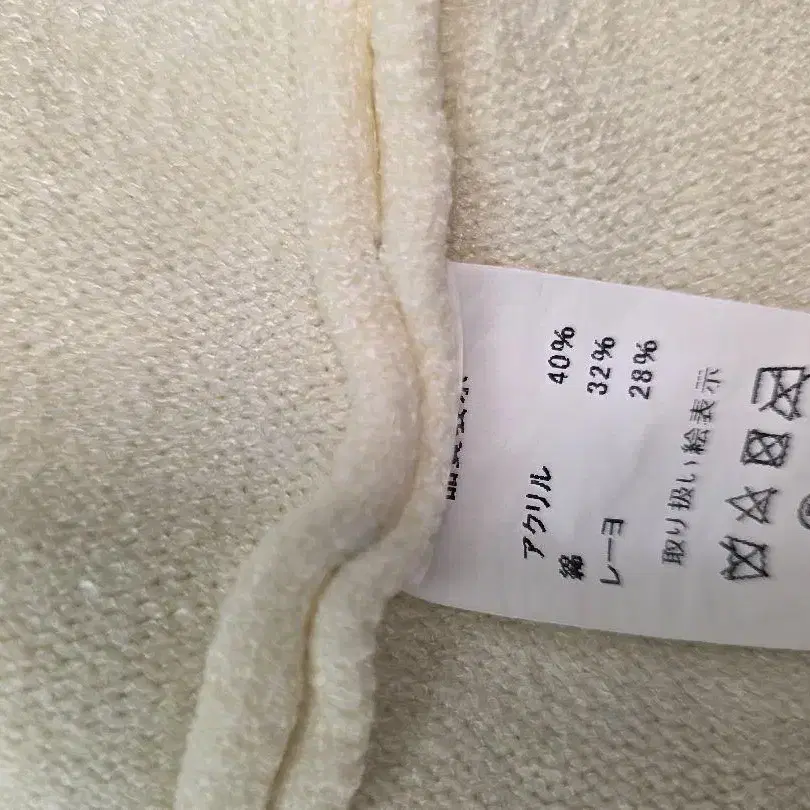 アクリル 40%
綿 32%
レーヨ 28%
取り扱い絵表示